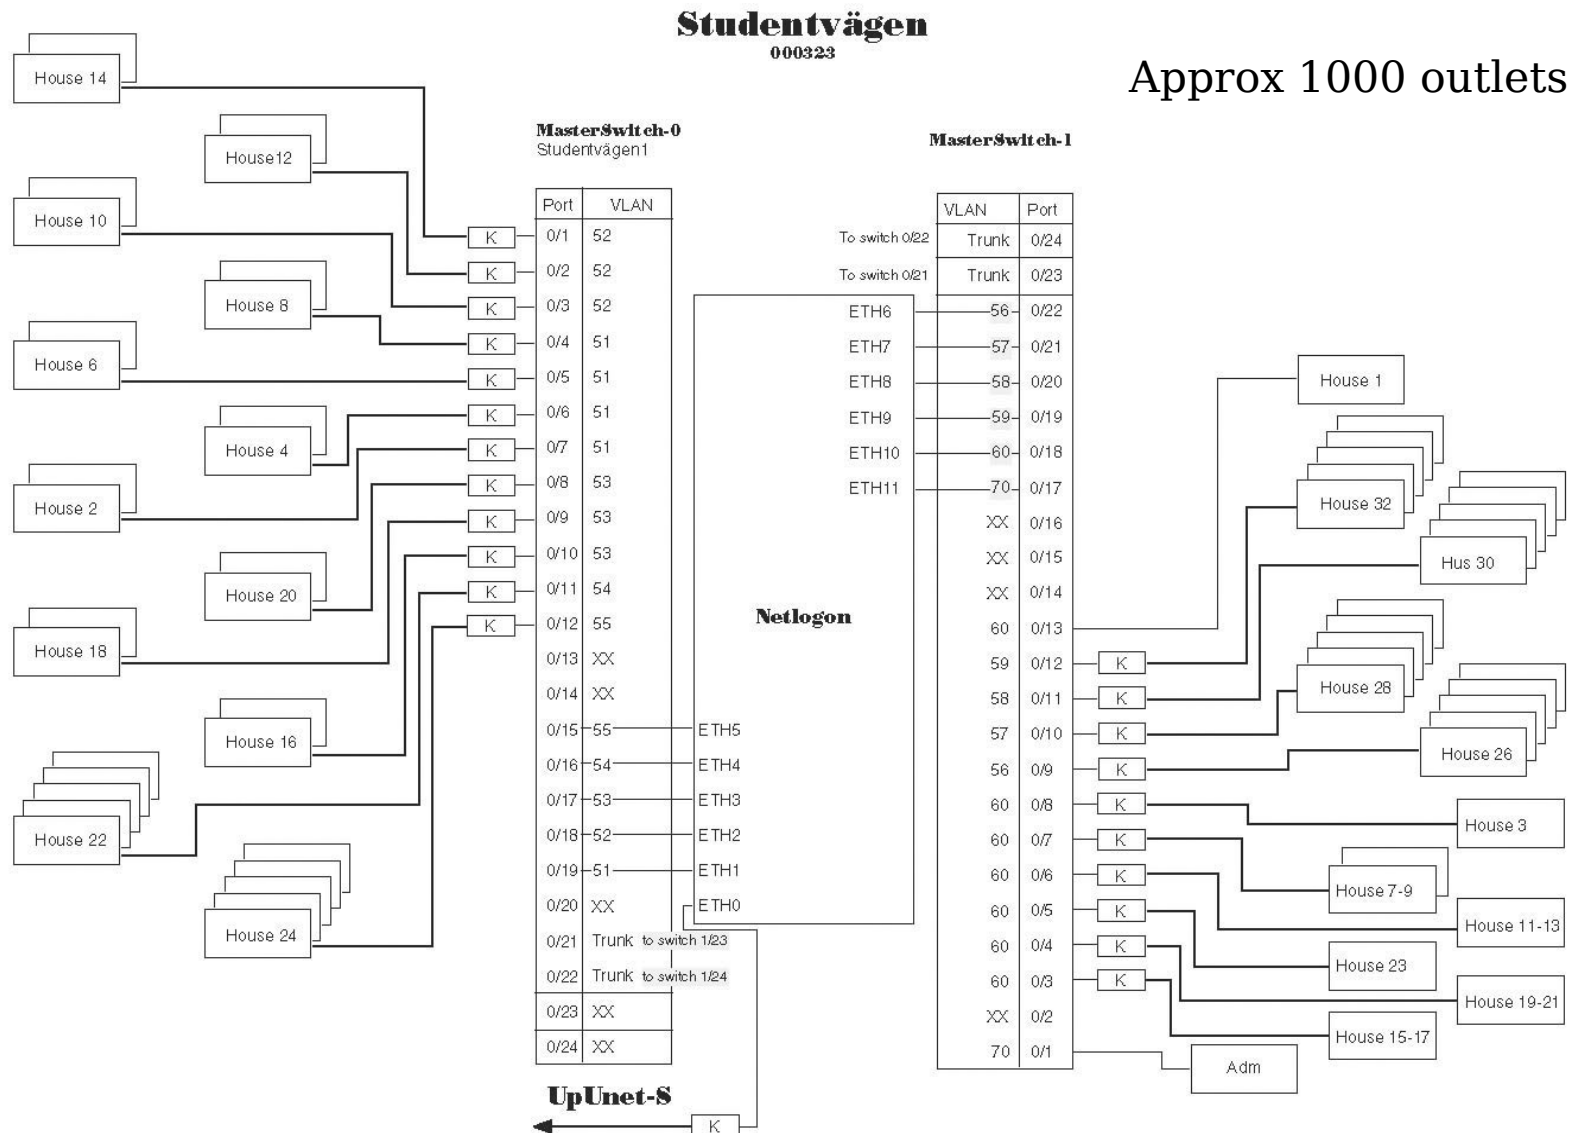 Studentvägen
000323
Approx 1000 outlets
House 14
House12
House 10
House 8
House 6
House 4
House 2
House 20
House 18
House 16
House 22
House 24
MasterSwitch-0
Studentvägen1
Port VLAN
K 0/1 52
K 0/2 52
K 0/3 52
K 0/4 51
K 0/5 51
K 0/6 51
K 0/7 51
K 0/8 53
K 0/9 53
K 0/10 53
K 0/11 54
K 0/12 55
0/13 XX
0/14 XX
0/15 55 ETH5
0/16 54 ETH4
0/17 53 ETH3
0/18 52 ETH2
0/19 51 ETH1
0/20 XX ETH0
0/21 Trunk to switch 1/23
0/22 Trunk to switch 1/24
0/23 XX
0/24 XX
UpUnet-S
K
Netlogon
MasterSwitch-1
VLAN Port
To switch 0/22 Trunk 0/24
To switch 0/21 Trunk 0/23
ETH6 56 0/22
ETH7 57 0/21
ETH8 58 0/20
ETH9 59 0/19
ETH10 60 0/18
ETH11 70 0/17
XX 0/16
XX 0/15
XX 0/14
60 0/13
59 0/12 K
58 0/11 K
57 0/10 K
56 0/9 K
60 0/8 K
60 0/7 K
60 0/6 K
60 0/5 K
60 0/4 K
60 0/3 K
XX 0/2
70 0/1
House 1
House 32
Hus 30
House 28
House 26
House 3
House 7-9
House 11-13
House 23
House 19-21
House 15-17
Adm